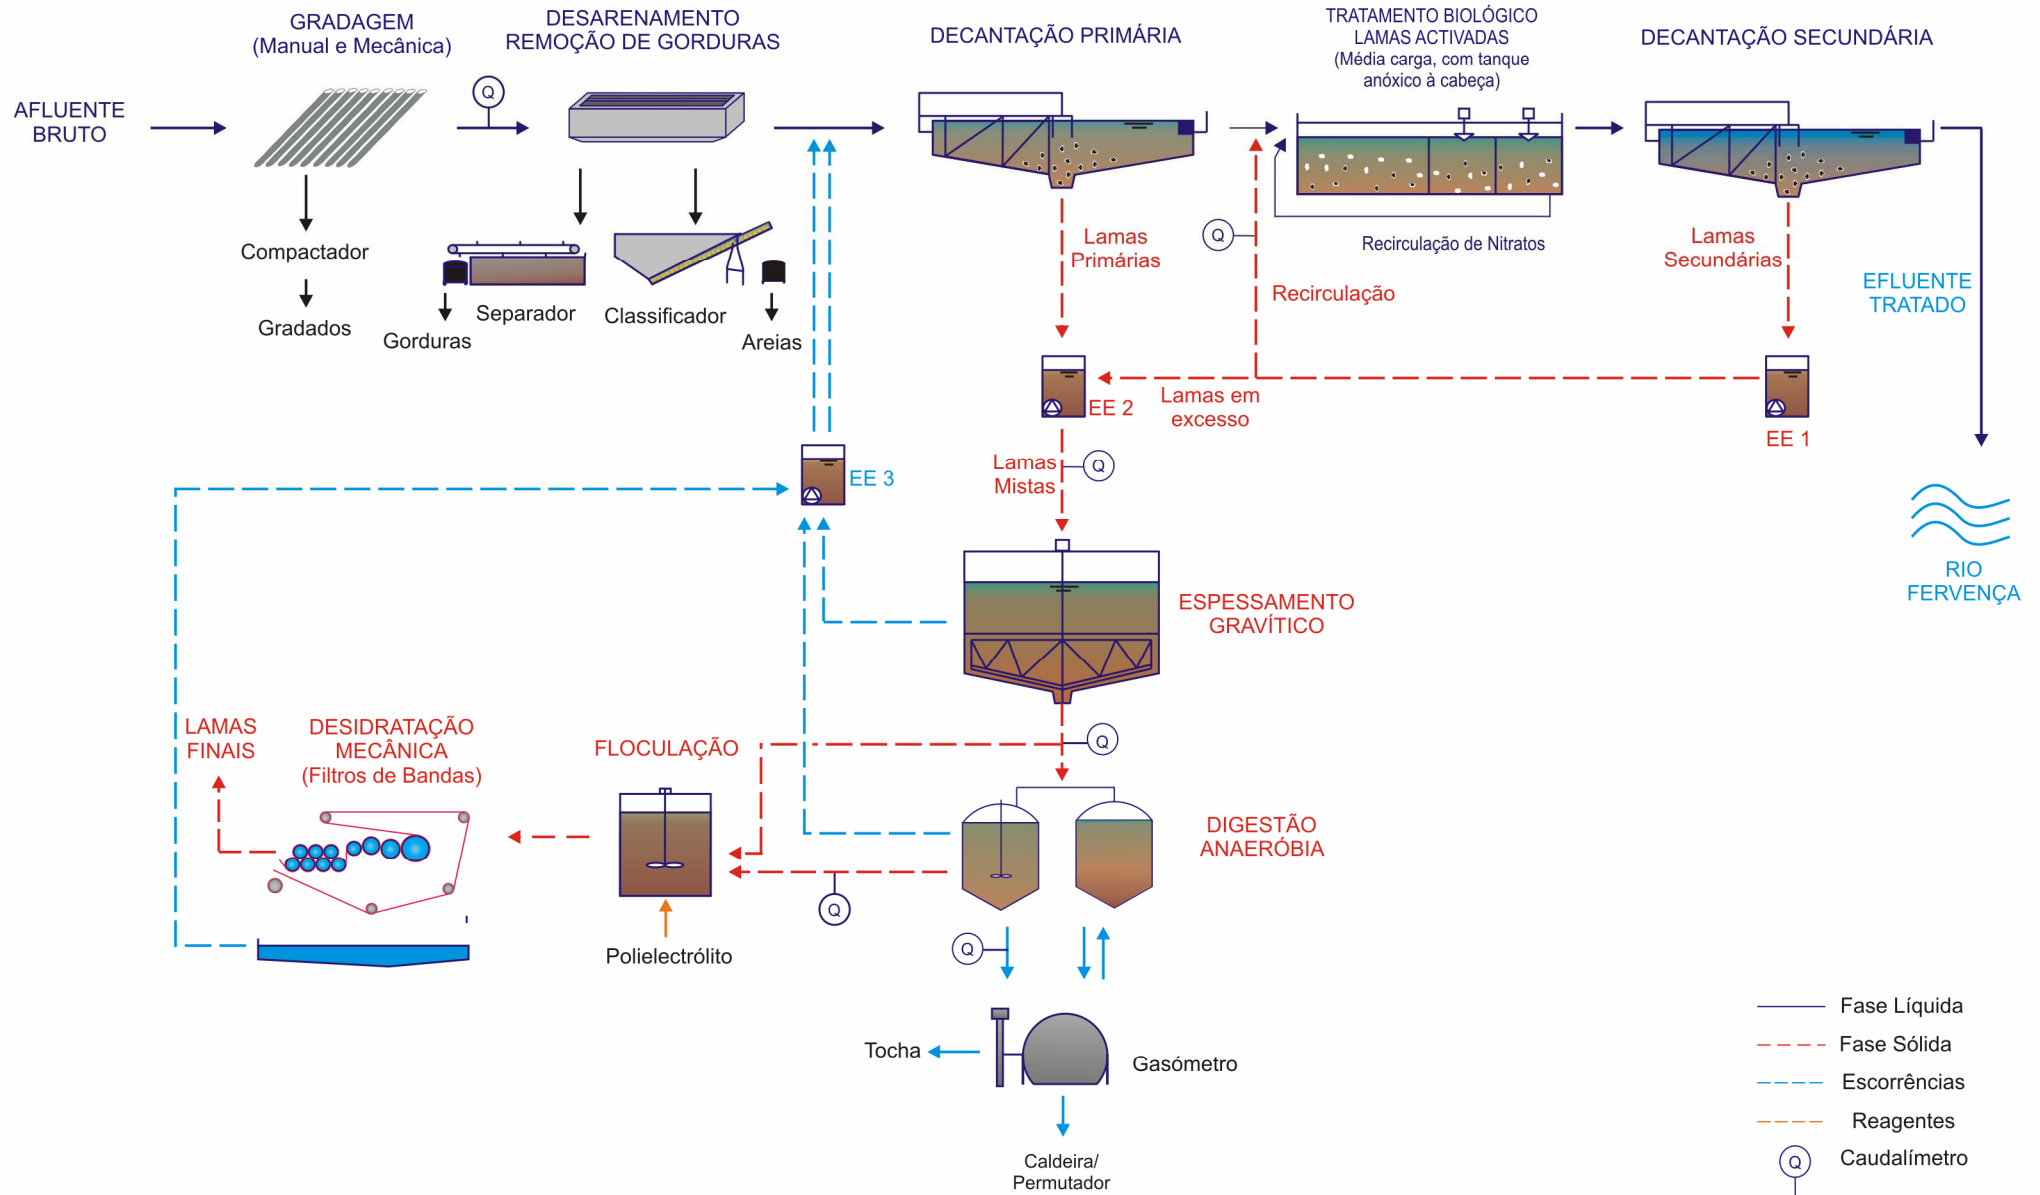 GRADAGEM
(Manual e Mecânica)
DESARENAMENTO
REMOÇÃO DE GORDURAS
DECANTAÇÃO PRIMÁRIA
TRATAMENTO BIOLÓGICO
LAMAS ACTIVADAS
(Média carga, com tanque
anóxico à cabeça)
DECANTAÇÃO SECUNDÁRIA
AFLUENTE
BRUTO
Q
Compactador
Gradados
Gorduras
Separador
Classificador
Areias
Lamas
Primárias
Q
Recirculação de Nitratos
Recirculação
Lamas
Secundárias
EFLUENTE
TRATADO
EE 2
Lamas em
excesso
EE 1
EE 3
Lamas
Mistas
Q
RIO
FERVENÇA
ESPESSAMENTO
GRAVÍTICO
LAMAS
FINAIS
DESIDRATAÇÃO
MECÂNICA
(Filtros de Bandas)
FLOCULAÇÃO
Q
DIGESTÃO
ANAERÓBIA
Q
Polielectrólito
Q
Tocha
Gasómetro
Caldeira/
Permutador
Fase Líquida
Fase Sólida
Escorrências
Reagentes
Q
Caudalímetro